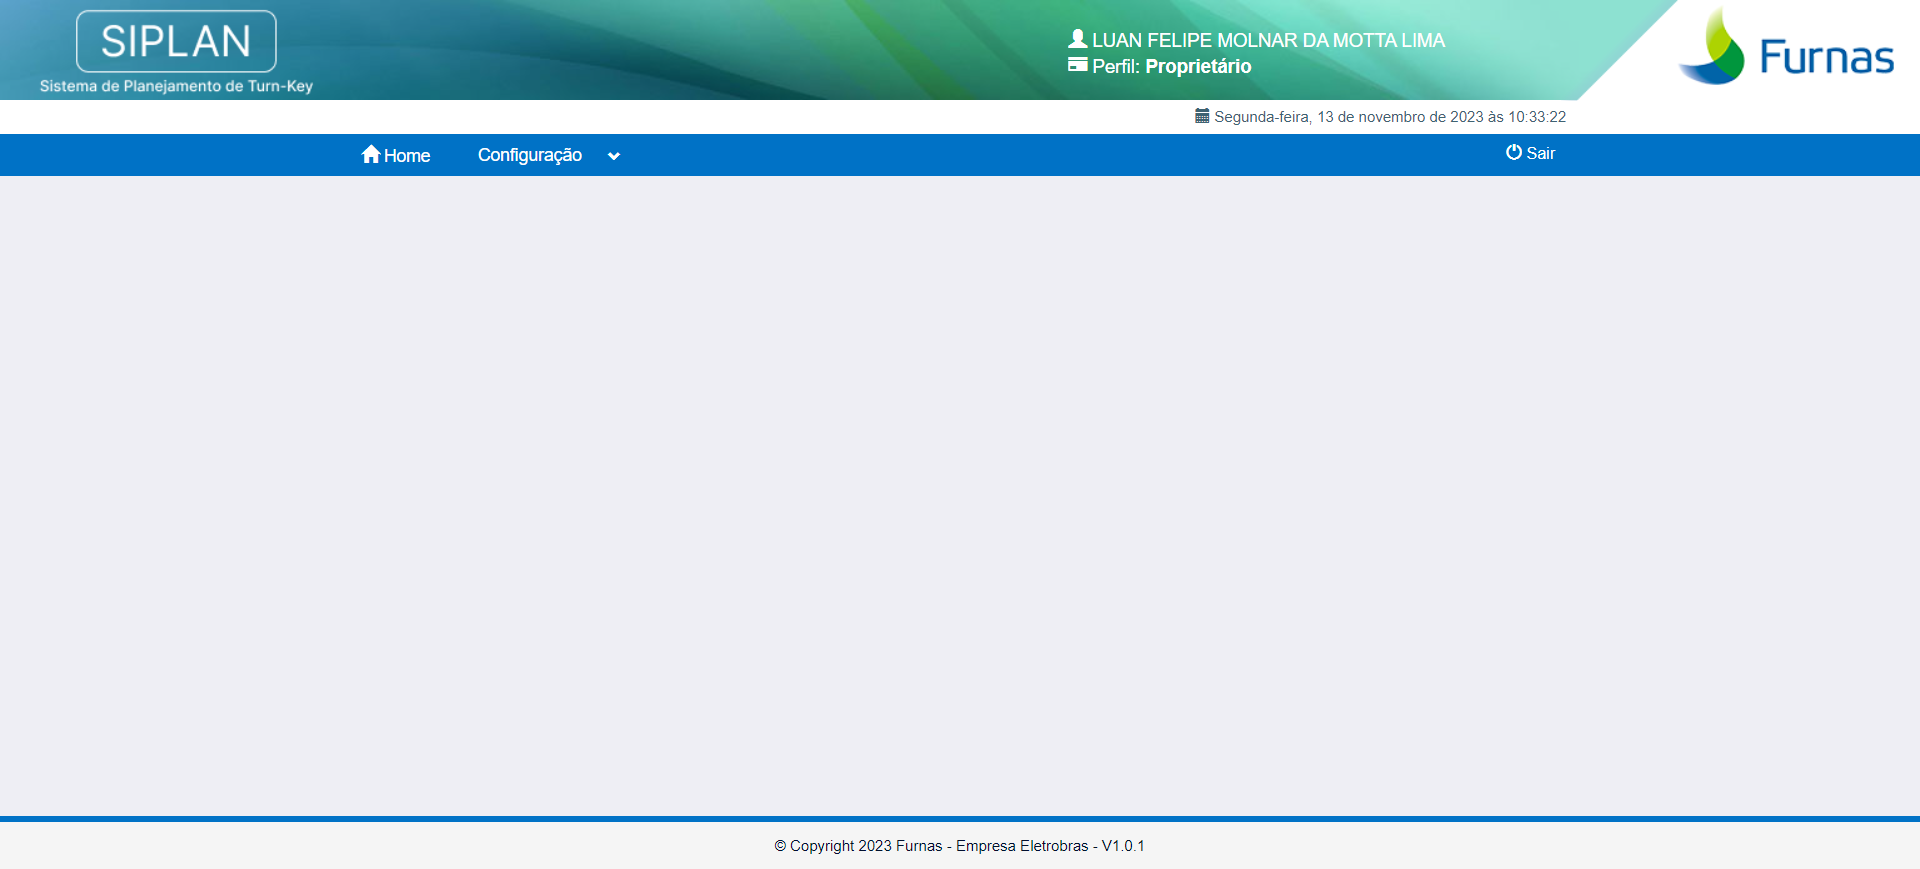 SIPLAN
Sistema de Planejamento de Turn-Key
LUAN FELIPE MOLNAR DA MOTTA LIMA
Perfil: Proprietário
Furnas
Segunda-feira, 13 de novembro de 2023 às 10:33:22
Home Configuração Sair
© Copyright 2023 Furnas - Empresa Eletrobras - V1.0.1